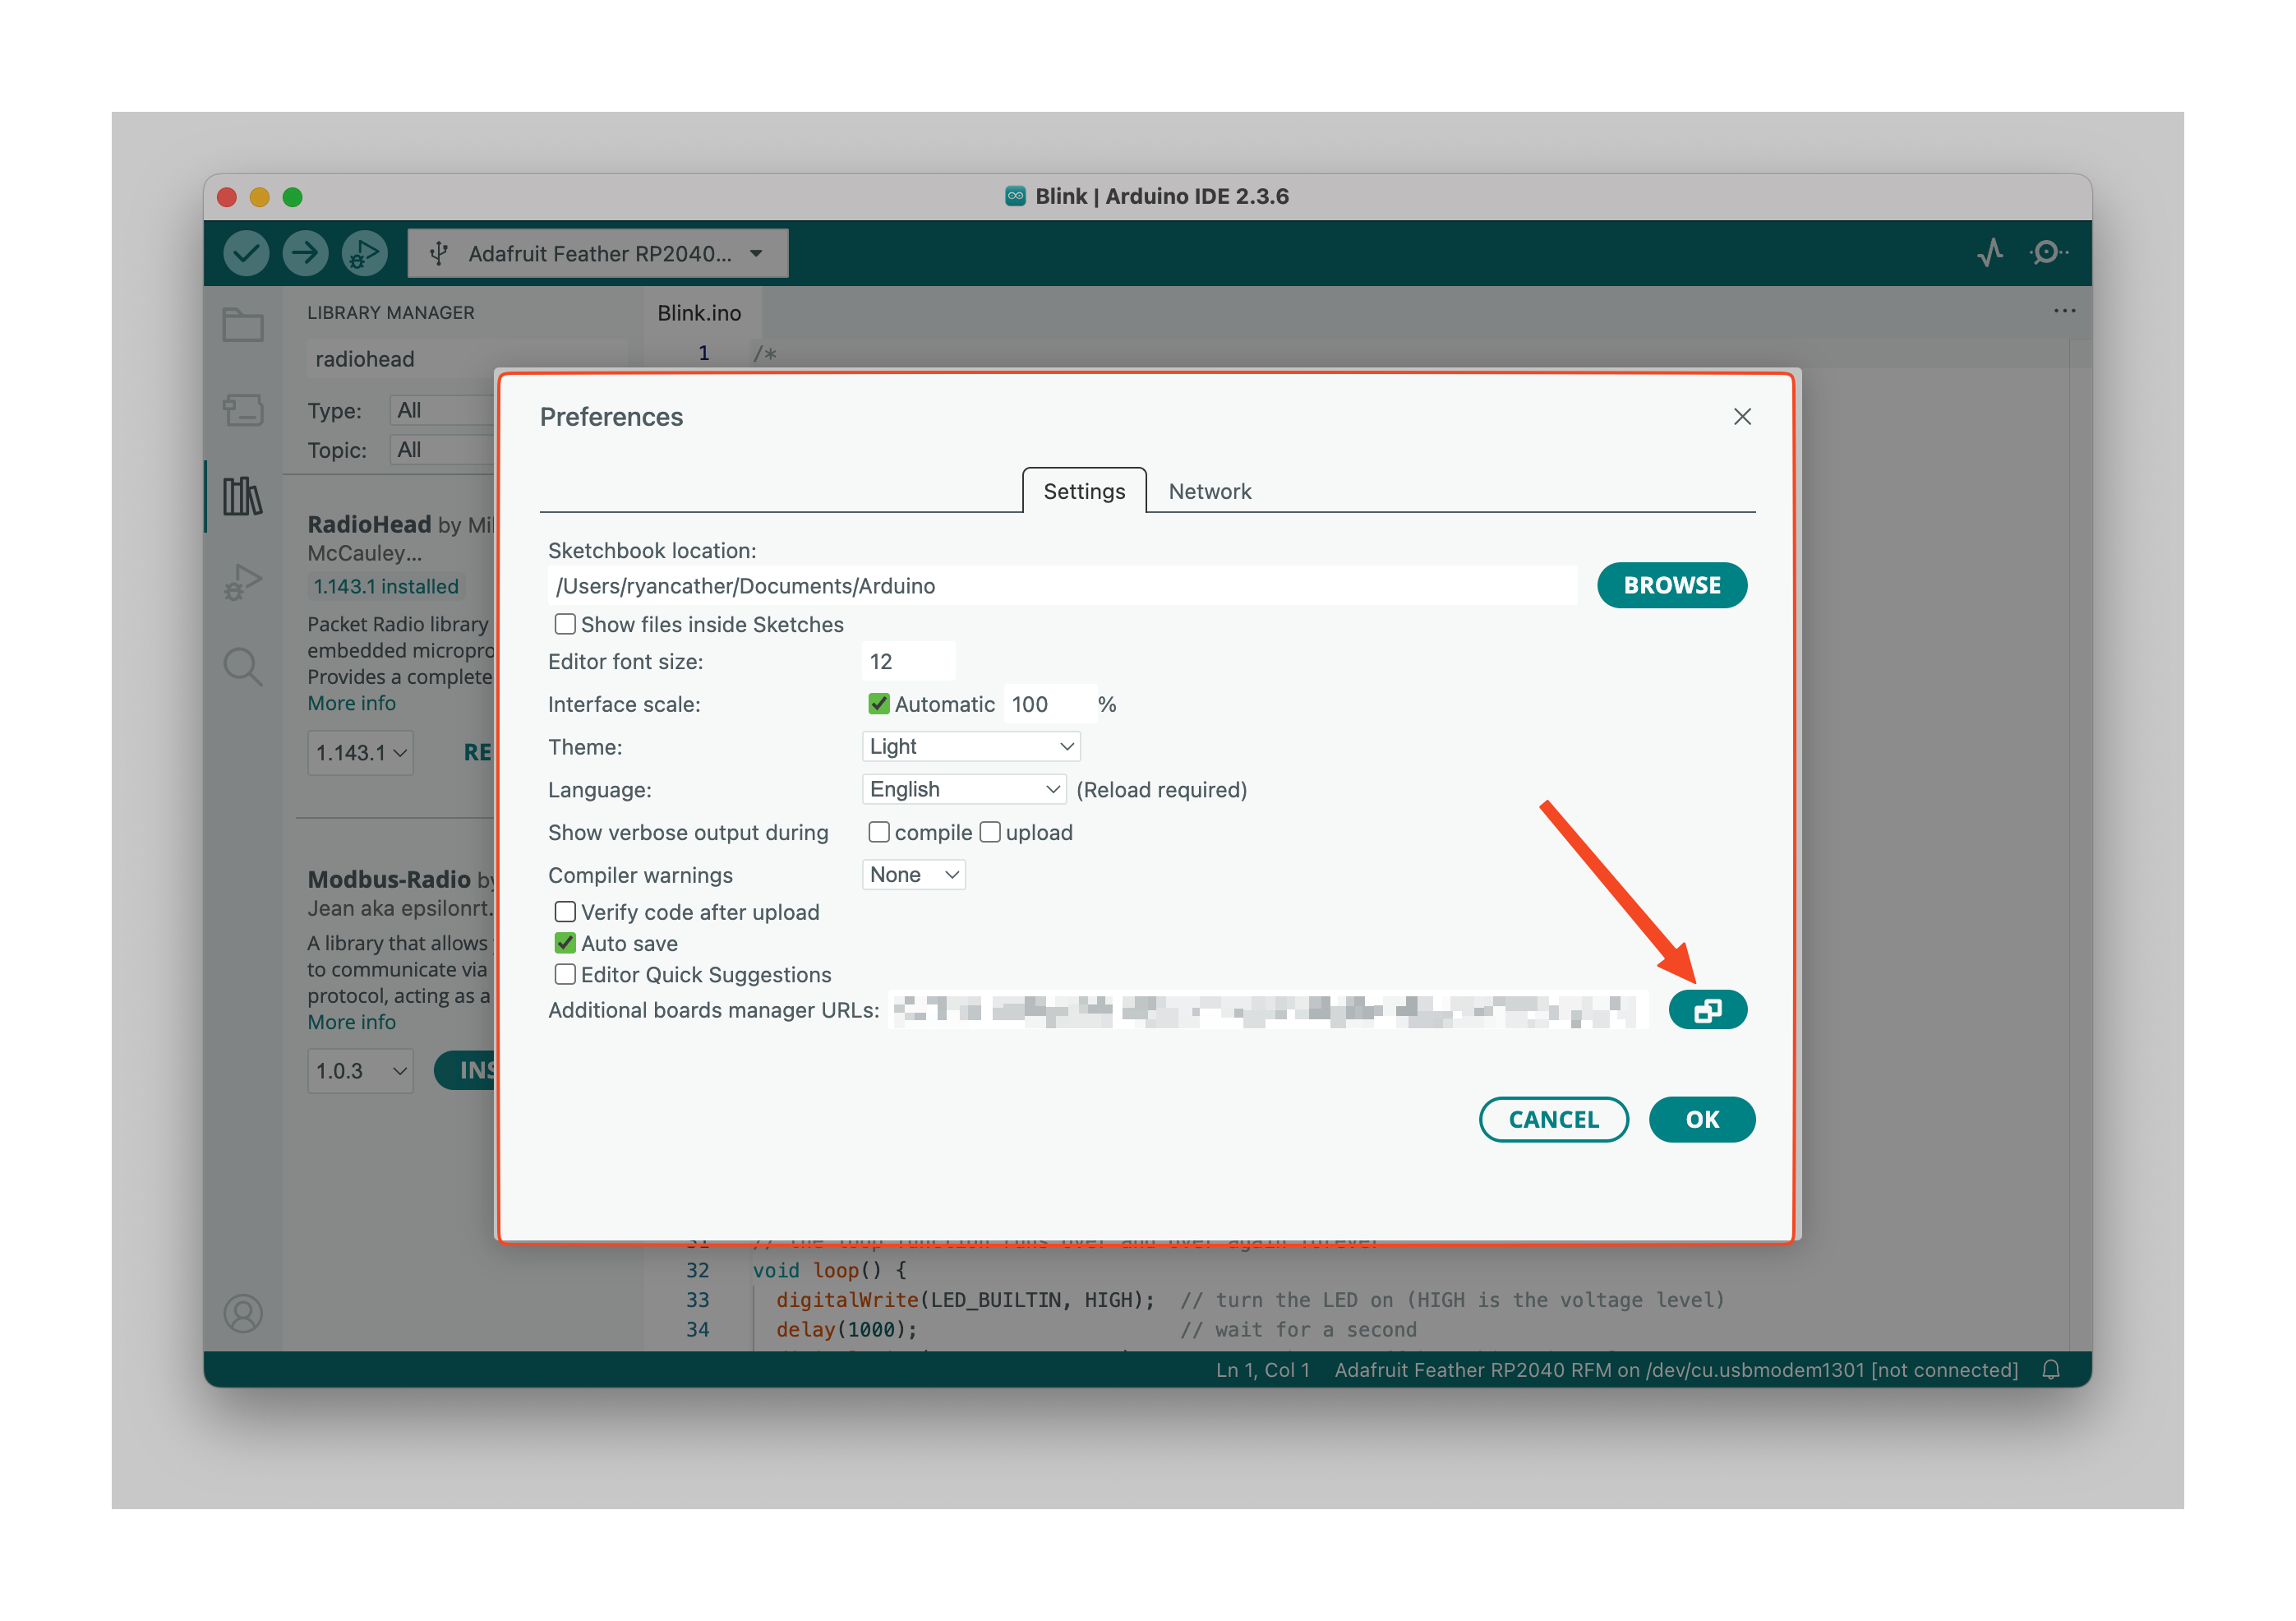 Blink | Arduino IDE 2.3.6
Adafruit Feather RP2040...
LIBRARY MANAGER
Blink.ino
radiohead
1 /*
Type: All
Topic: All
Preferences
Settings Network
RadioHead by
McCauley...
1.143.1 installed
Packet Radio library
embedded
Provides a complete
More info
1.143.1
Sketchbook location:
/Users/ryancather/Documents/Arduino
BROWSE
Show files inside Sketches
Editor font size: 12
Interface scale: Automatic 100 %
Theme: Light
Language: English (Reload required)
Show verbose output during compile upload
Compiler warnings None
Verify code after upload
Auto save
Editor Quick Suggestions
Additional boards manager URLs:
CANCEL OK
Modbus-Radio
Jean aka epsilonrt.
A library that allows
to communicate via
protocol, acting as a
More info
1.0.3
31 // the loop function runs over and over again forever
32 void loop() {
33 digitalWrite(LED_BUILTIN, HIGH); // turn the LED on (HIGH is the voltage level)
34 delay(1000); // wait for a second
Ln 1, Col 1 Adafruit Feather RP2040 RFM on /dev/cu.usbmodem1301 [not connected]